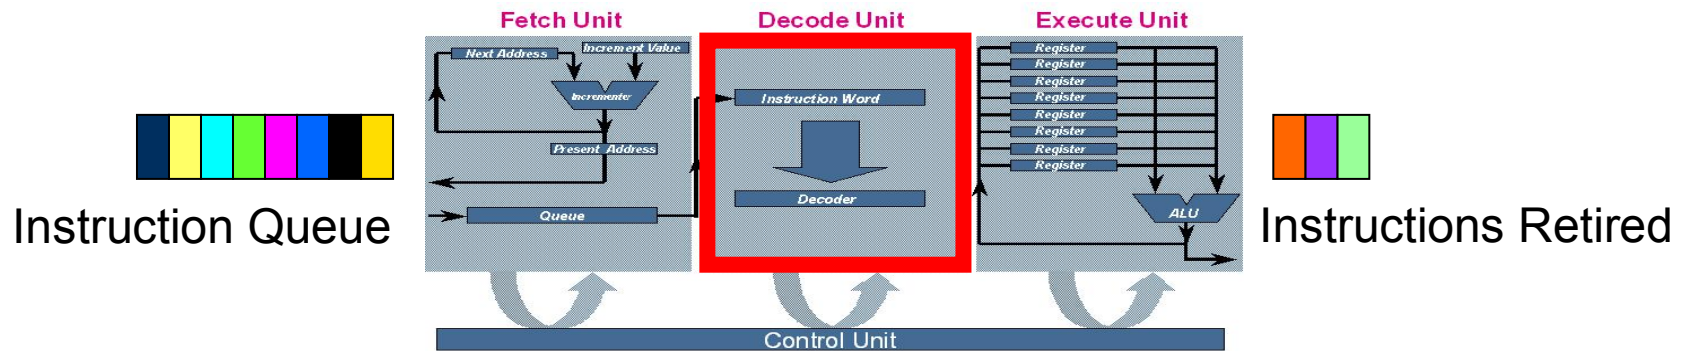 Fetch Unit
Decode Unit
Execute Unit
Next Address
Increment Value
Incrementer
Present Address
Queue
Instruction Word
Decoder
Register
Register
Register
Register
Register
Register
Register
Register
ALU
Instruction Queue
Instructions Retired
Control Unit